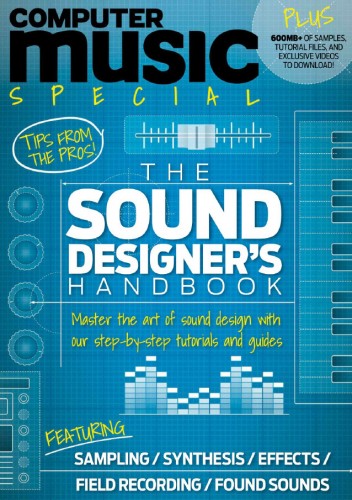 COMPUTER
music
SPECIAL
PLUS
600MB+ OF SAMPLES,
TUTORIAL FILES, AND
EXCLUSIVE VIDEOS
TO DOWNLOAD!
TIPS FROM
THE PROS!
THE
SOUND
DESIGNER'S
HANDBOOK
Master the art of sound design with
our step-by-step tutorials and guides
FEATURING
SAMPLING / SYNTHESIS / EFFECTS /
FIELD RECORDING / FOUND SOUNDS